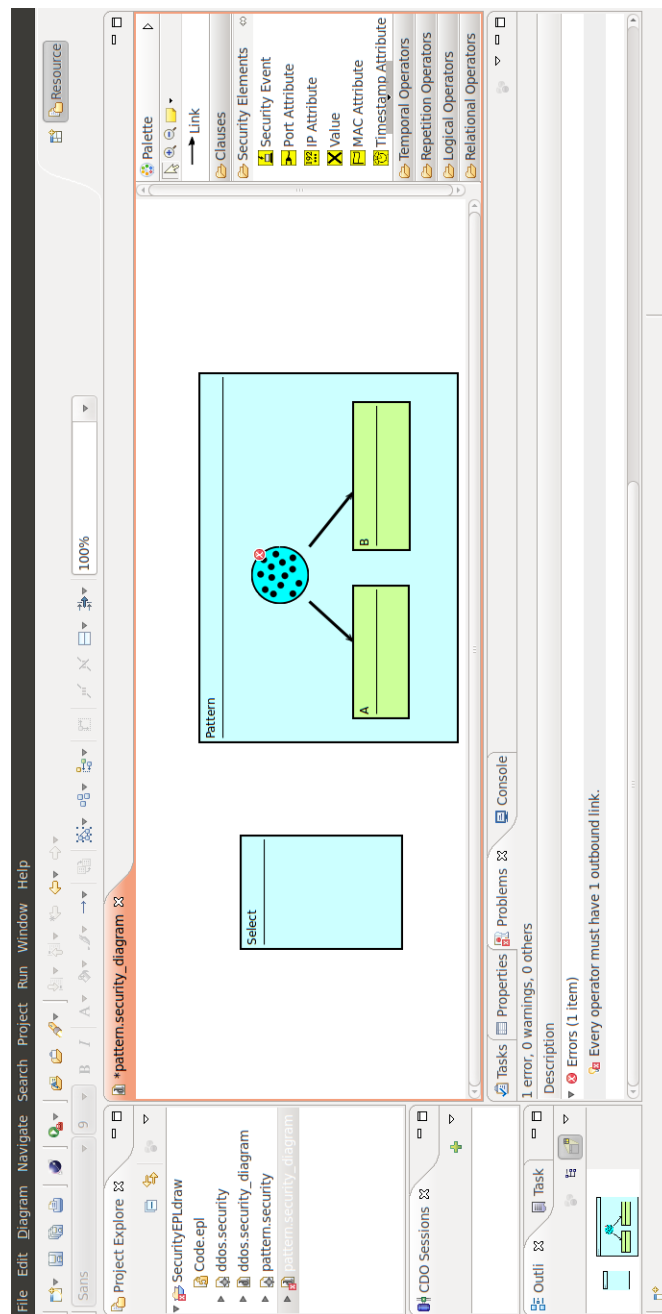 File Edit Diagram Navigate Search Project Run Window Help
Sans
9
B I A
100%
Resource
Project Explore
SecurityEPLdraw
Code.epl
ddos.security
ddos.security_diagram
pattern.security
pattern.security_diagram
CDO Sessions
Outli
Task
*pattern.security_diagram
Select
Pattern
A
B
Palette
Link
Clauses
Security Elements
Security Event
Port Attribute
192 IP Attribute
Value
MAC Attribute
Timestamp Attribute
Temporal Operators
Repetition Operators
Logical Operators
Relational Operators
Tasks Properties Problems Console
1 error, 0 warnings, 0 others
Description
Errors (1 item)
Every operator must have 1 outbound link.